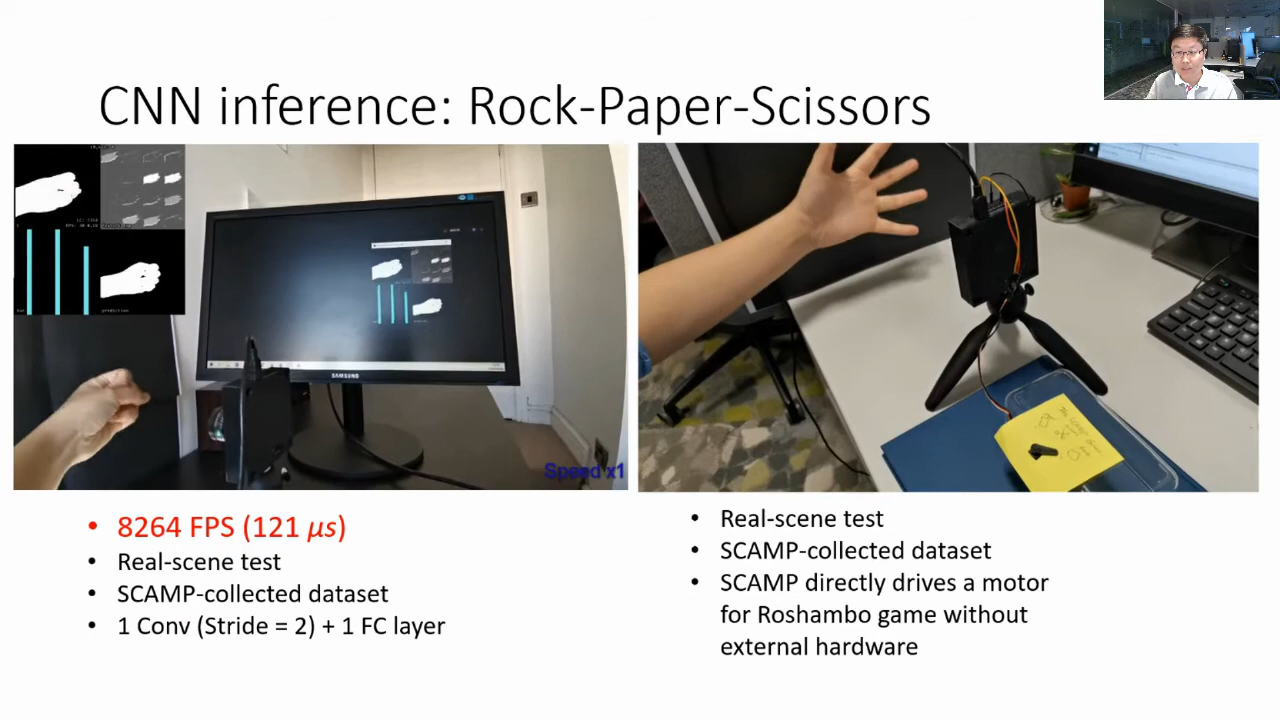 CNN inference: Rock-Paper-Scissors
prediction
SAMSUNG
Speed x1
• 8264 FPS (121 μs)
• Real-scene test
• SCAMP-collected dataset
• 1 Conv (Stride = 2) + 1 FC layer
• Real-scene test
• SCAMP-collected dataset
• SCAMP directly drives a motor
for Roshambo game without
external hardware